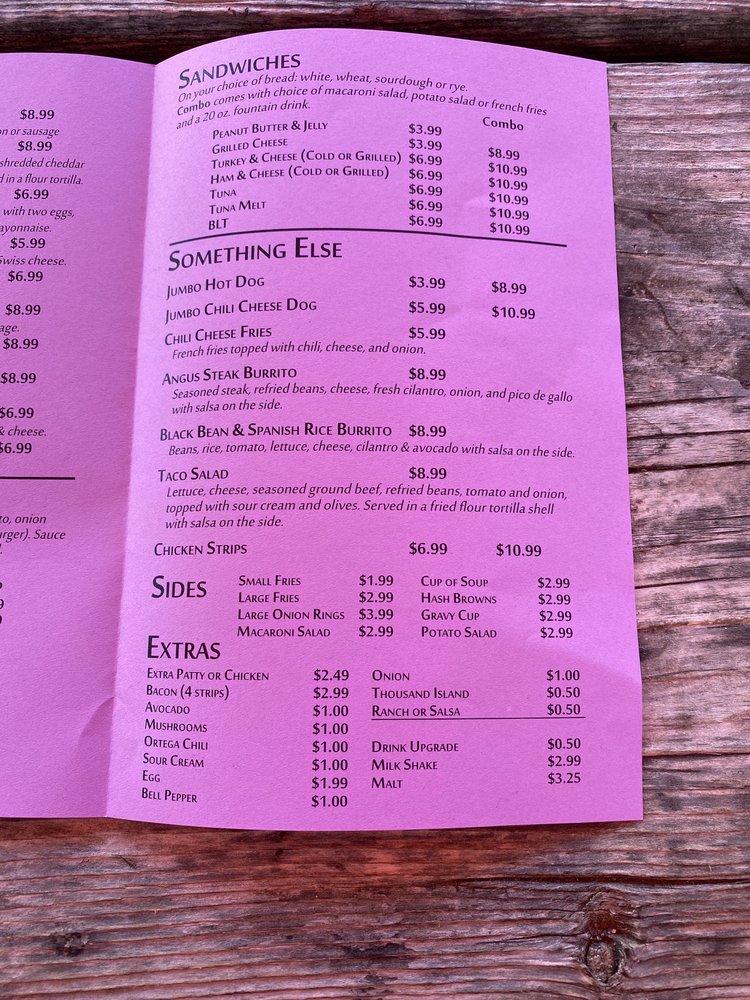 $8.99
on or sausage
$8.99
shredded cheddar
d in a flour tortilla.
$6.99
with two eggs,
ayonnaise.
$5.99
Swiss cheese.
$6.99
$8.99
age.
$8.99
$8.99
$6.99
& cheese.
$6.99
to, onion
urger). Sauce
Sandwiches
On your choice of bread: white, wheat, sourdough or rye.
Combo comes with choice of macaroni salad, potato salad or french fries
and a 20 oz. fountain drink.
Combo
Peanut Butter & Jelly $3.99
Grilled Cheese $3.99 $8.99
Turkey & Cheese (Cold or Grilled) $6.99 $10.99
Ham & Cheese (Cold or Grilled) $6.99 $10.99
Tuna $6.99 $10.99
Tuna Melt $6.99 $10.99
BLT $6.99 $10.99
Something Else
Jumbo Hot Dog $3.99 $8.99
Jumbo Chili Cheese Dog $5.99 $10.99
Chili Cheese Fries $5.99
French fries topped with chili, cheese, and onion.
Angus Steak Burrito $8.99
Seasoned steak, refried beans, cheese, fresh cilantro, onion, and pico de gallo
with salsa on the side.
Black Bean & Spanish Rice Burrito $8.99
Beans, rice, tomato, lettuce, cheese, cilantro & avocado with salsa on the side.
Taco Salad $8.99
Lettuce, cheese, seasoned ground beef, refried beans, tomato and onion,
topped with sour cream and olives. Served in a fried flour tortilla shell
with salsa on the side.
Chicken Strips $6.99 $10.99
Sides
Small Fries $1.99 Cup of Soup $2.99
Large Fries $2.99 Hash Browns $2.99
Large Onion Rings $3.99 Gravy Cup $2.99
Macaroni Salad $2.99 Potato Salad $2.99
Extras
Extra Patty or Chicken $2.49
Bacon (4 strips) $2.99
Avocado $1.00
Mushrooms $1.00
Ortega Chili $1.00
Sour Cream $1.00
Egg $1.99
Bell Pepper $1.00
Onion $1.00
Thousand Island $0.50
Ranch or Salsa $0.50
Drink Upgrade $0.50
Milk Shake $2.99
Malt $3.25